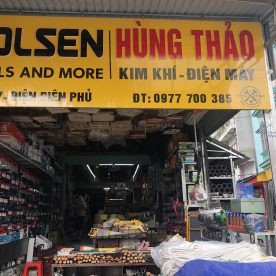 OLSEN
LS AND MORE
HÙNG THẢO
KIM KHÍ-ĐIỆN MÁY
ĐIỆN BIÊN PHỦ
ĐT: 0977 700 385